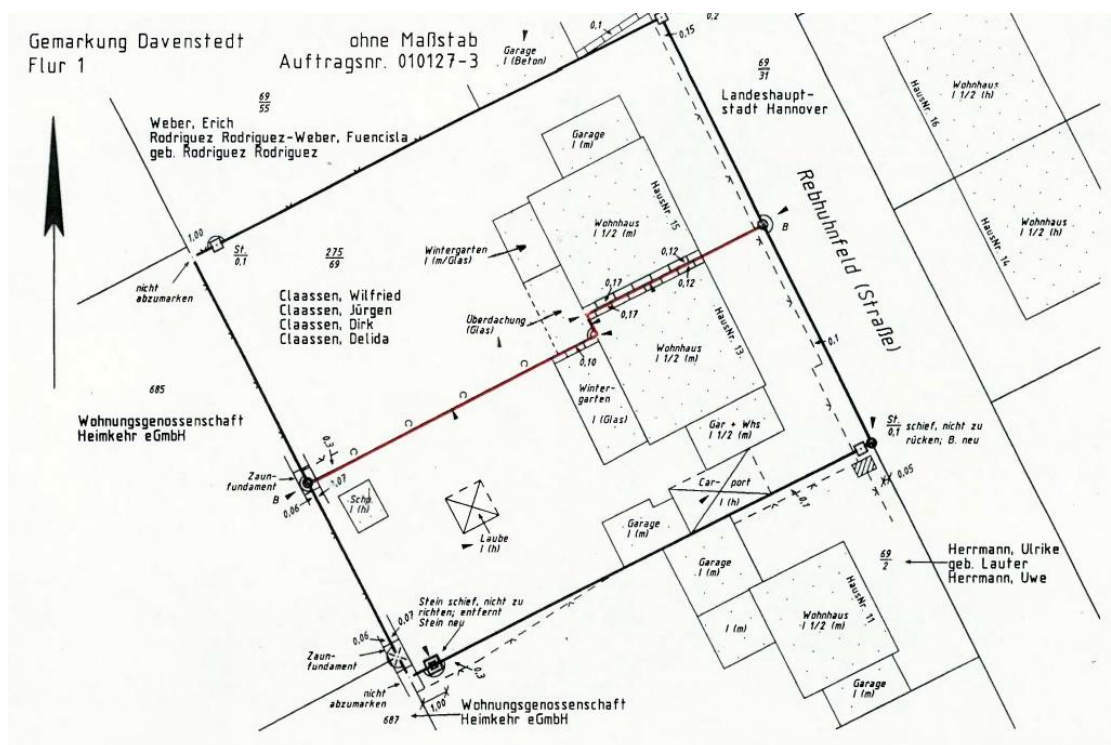 Gemarkung Davenstedt
Flur 1
ohne Maßstab
Auftragsnr. 010127-3
Garage
I (Beton)
0,1
0,2
0,15
69
31
Landeshaupt-
stadt Hannover
HausNr. 16
Wohnhaus
I 1/2 (h)
69
55
Weber, Erich
Rodriguez Rodriguez-Weber, Fuencisla
geb. Rodriguez Rodriguez
Garage
I (m)
HausNr. 15
Wohnhaus
I 1/2 (m)
Rebhuhnfeld (Straße)
HausNr. 14
Wohnhaus
I 1/2 (h)
1,00
St.
0,1
nicht
abzumarken
275
69
Claassen, Wilfried
Claassen, Jürgen
Claassen, Dirk
Claassen, Delida
Wintergarten
I (m/Glas)
B
0,12
0,12
0,17
0,17
Überdachung
(Glas)
HausNr. 13
Wohnhaus
I 1/2 (m)
0,10
0,1
Winter-
garten
I (Glas)
C
C
C
C
685
Wohnungsgenossenschaft
Heimkehr eGmbH
Gar + Whs
I 1/2 (m)
St.
0,1
schief, nicht zu
rücken; B. neu
0,3
Zaun-
fundament
B
0,07
0,06
Schp.
I (h)
Laube
I (h)
Car-port
I (h)
0,1
0,05
Garage
I (m)
Garage
I (m)
69
2
Herrmann, Ulrike
geb. Lauter
Herrmann, Uwe
Stein schief, nicht zu
richten; entfernt
Stein neu
I (m)
Wohnhaus
I 1/2 (m)
HausNr. 11
0,07
0,06
Zaun-
fundament
0,3
nicht
abzumarken
1,00
Garage
I (m)
687
Wohnungsgenossenschaft
Heimkehr eGmbH